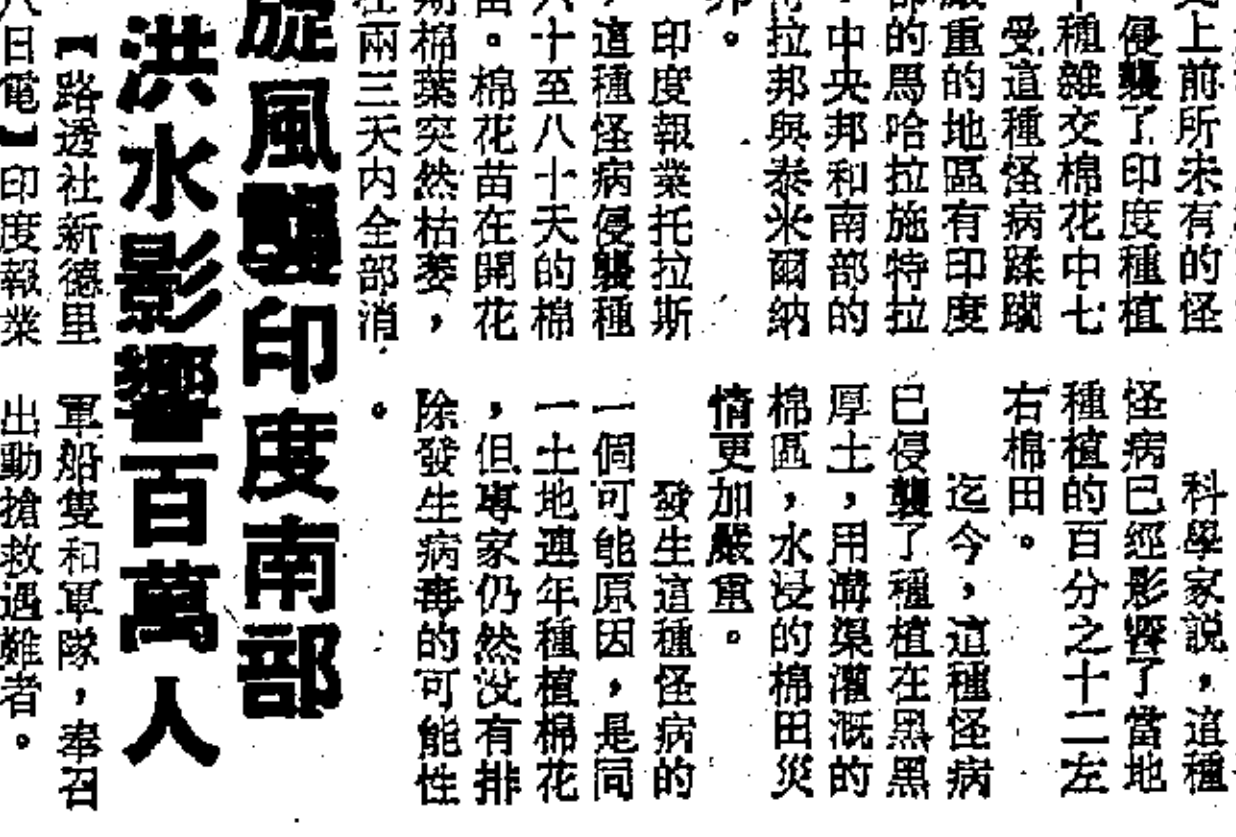 上前所未有的怪
，侵襲了印度種植
種雜交棉花中七
受這種怪病蹂躪
嚴重的地區有印度
部的馬哈拉施特拉
、中央邦和南部的
拉邦與泰米爾納
邦。
印度報業托拉斯
，這種怪病侵襲種
六十至八十天的棉
苗。棉花苗在開花
期棉葉突然枯萎，
在兩三天内全部消
科學家説，這種
怪病已經影響了當地
種植的百分之十二左
右棉田。
迄今，這種怪病
已侵襲了種植在黑黑
厚土，用溝渠灌溉的
棉區，水浸的棉田災
情更加嚴重。
發生這種怪病的
一個可能原因，是同
一土地連年種植棉花
，但專家仍然没有排
除發生病毒的可能性
。
旋風襲印度南部
洪水影響百萬人
【路透社新德里
八日電】印度報業
軍船隻和軍隊，奉召
出動搶救遇難者。